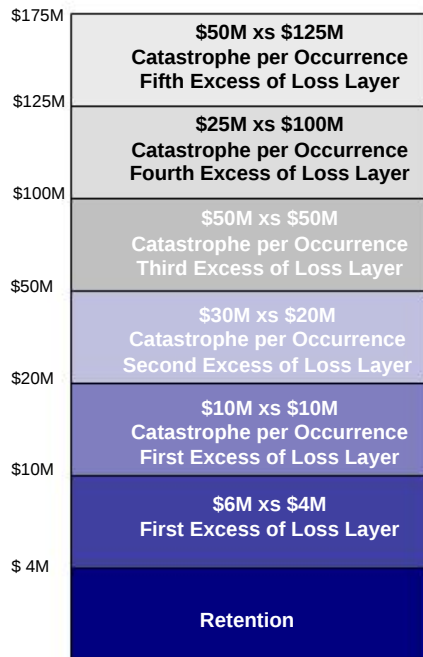 $175M
$50M xs $125M
Catastrophe per Occurrence
Fifth Excess of Loss Layer
$125M
$25M xs $100M
Catastrophe per Occurrence
Fourth Excess of Loss Layer
$100M
$50M xs $50M
Catastrophe per Occurrence
Third Excess of Loss Layer
$50M
$30M xs $20M
Catastrophe per Occurrence
Second Excess of Loss Layer
$20M
$10M xs $10M
Catastrophe per Occurrence
First Excess of Loss Layer
$10M
$6M xs $4M
First Excess of Loss Layer
$ 4M
Retention